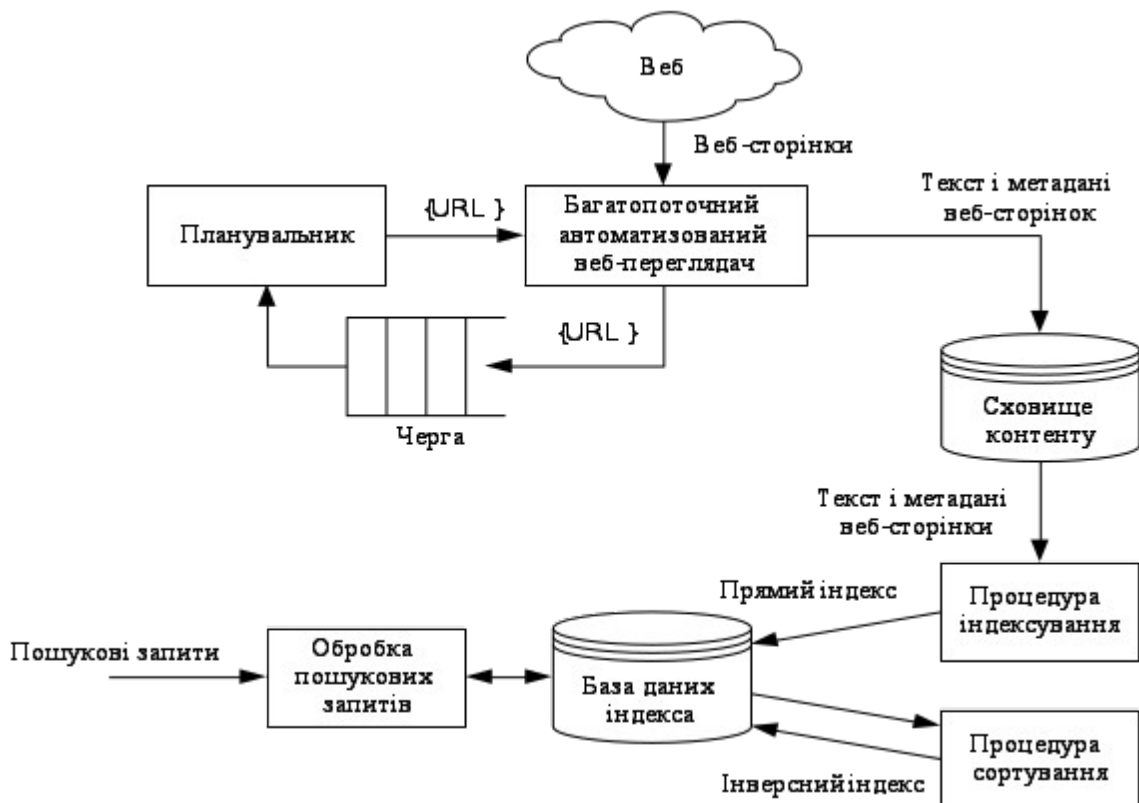 Веб
Веб-сторінки
Текст і метадані
веб-сторінок
{URL }
Планувальник
Багатопоточний
автоматизований
веб-переглядач
{URL }
Черга
Сховище
контенту
Текст і метадані
веб-сторінки
Прямий індекс
Процедура
індексування
Пошукові запити
Обробка
пошукових
запитів
База даних
індекса
Процедура
сортування
Інверсний індекс